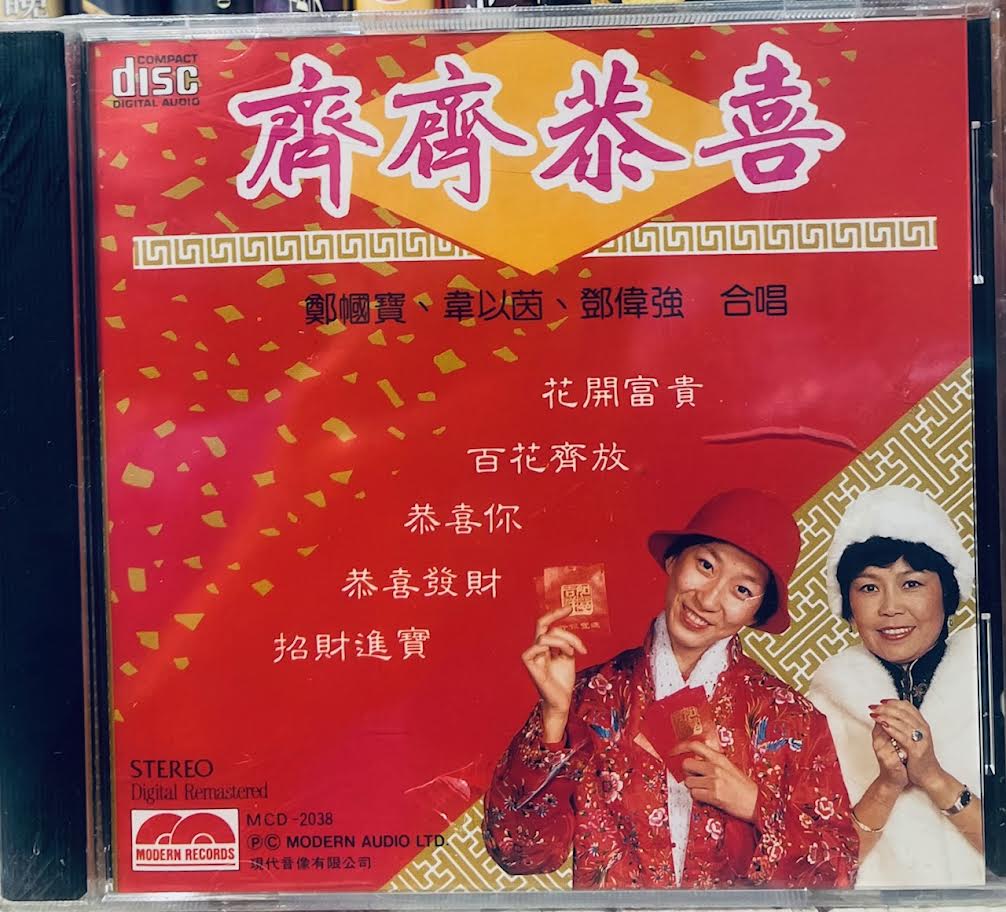 COMPACT
disc
DIGITAL AUDIO
齊齊恭喜
鄭幗寶、韋以茵、鄧偉強 合唱
花開富貴
百花齊放
恭喜你
恭喜發財
招財進寶
STEREO
Digital Remastered
MODERN RECORDS
MCD-2038
ⓅⒸ MODERN AUDIO LTD.
現代音像有限公司